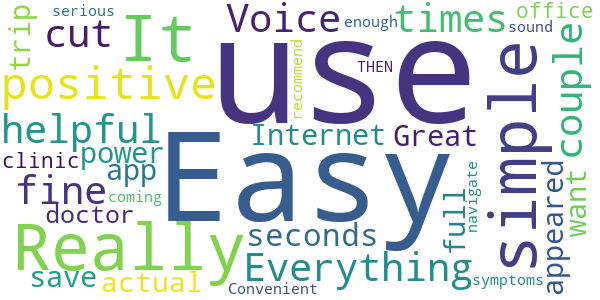 trip
serious
cut
It
Voice
enough
times
office
sound
positive
use
recommend
THEN
simple
couple
helpful
Internet
Great
clinic
power
app
fine
doctor
Easy
coming
Really
save
actual
seconds
Everything
Convenient
full
navigate
symptoms
appeared
want